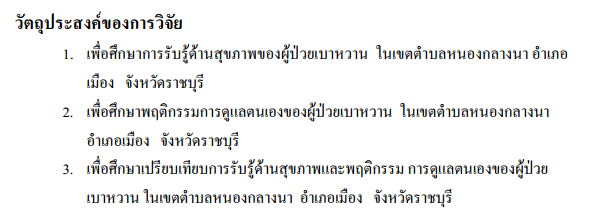 วัตถุประสงค์ของการวิจัย
1. เพื่อศึกษาการรับรู้ด้านสุขภาพของผู้ป่วยเบาหวาน ในเขตตำบลหนองกลางนา อำเภอ
เมือง จังหวัดราชบุรี
2. เพื่อศึกษาพฤติกรรมการดูแลตนเองของผู้ป่วยเบาหวาน ในเขตตำบลหนองกลางนา
อำเภอเมือง จังหวัดราชบุรี
3. เพื่อศึกษาเปรียบเทียบการรับรู้ด้านสุขภาพและพฤติกรรม การดูแลตนเองของผู้ป่วย
เบาหวาน ในเขตตำบลหนองกลางนา อำเภอเมือง จังหวัดราชบุรี